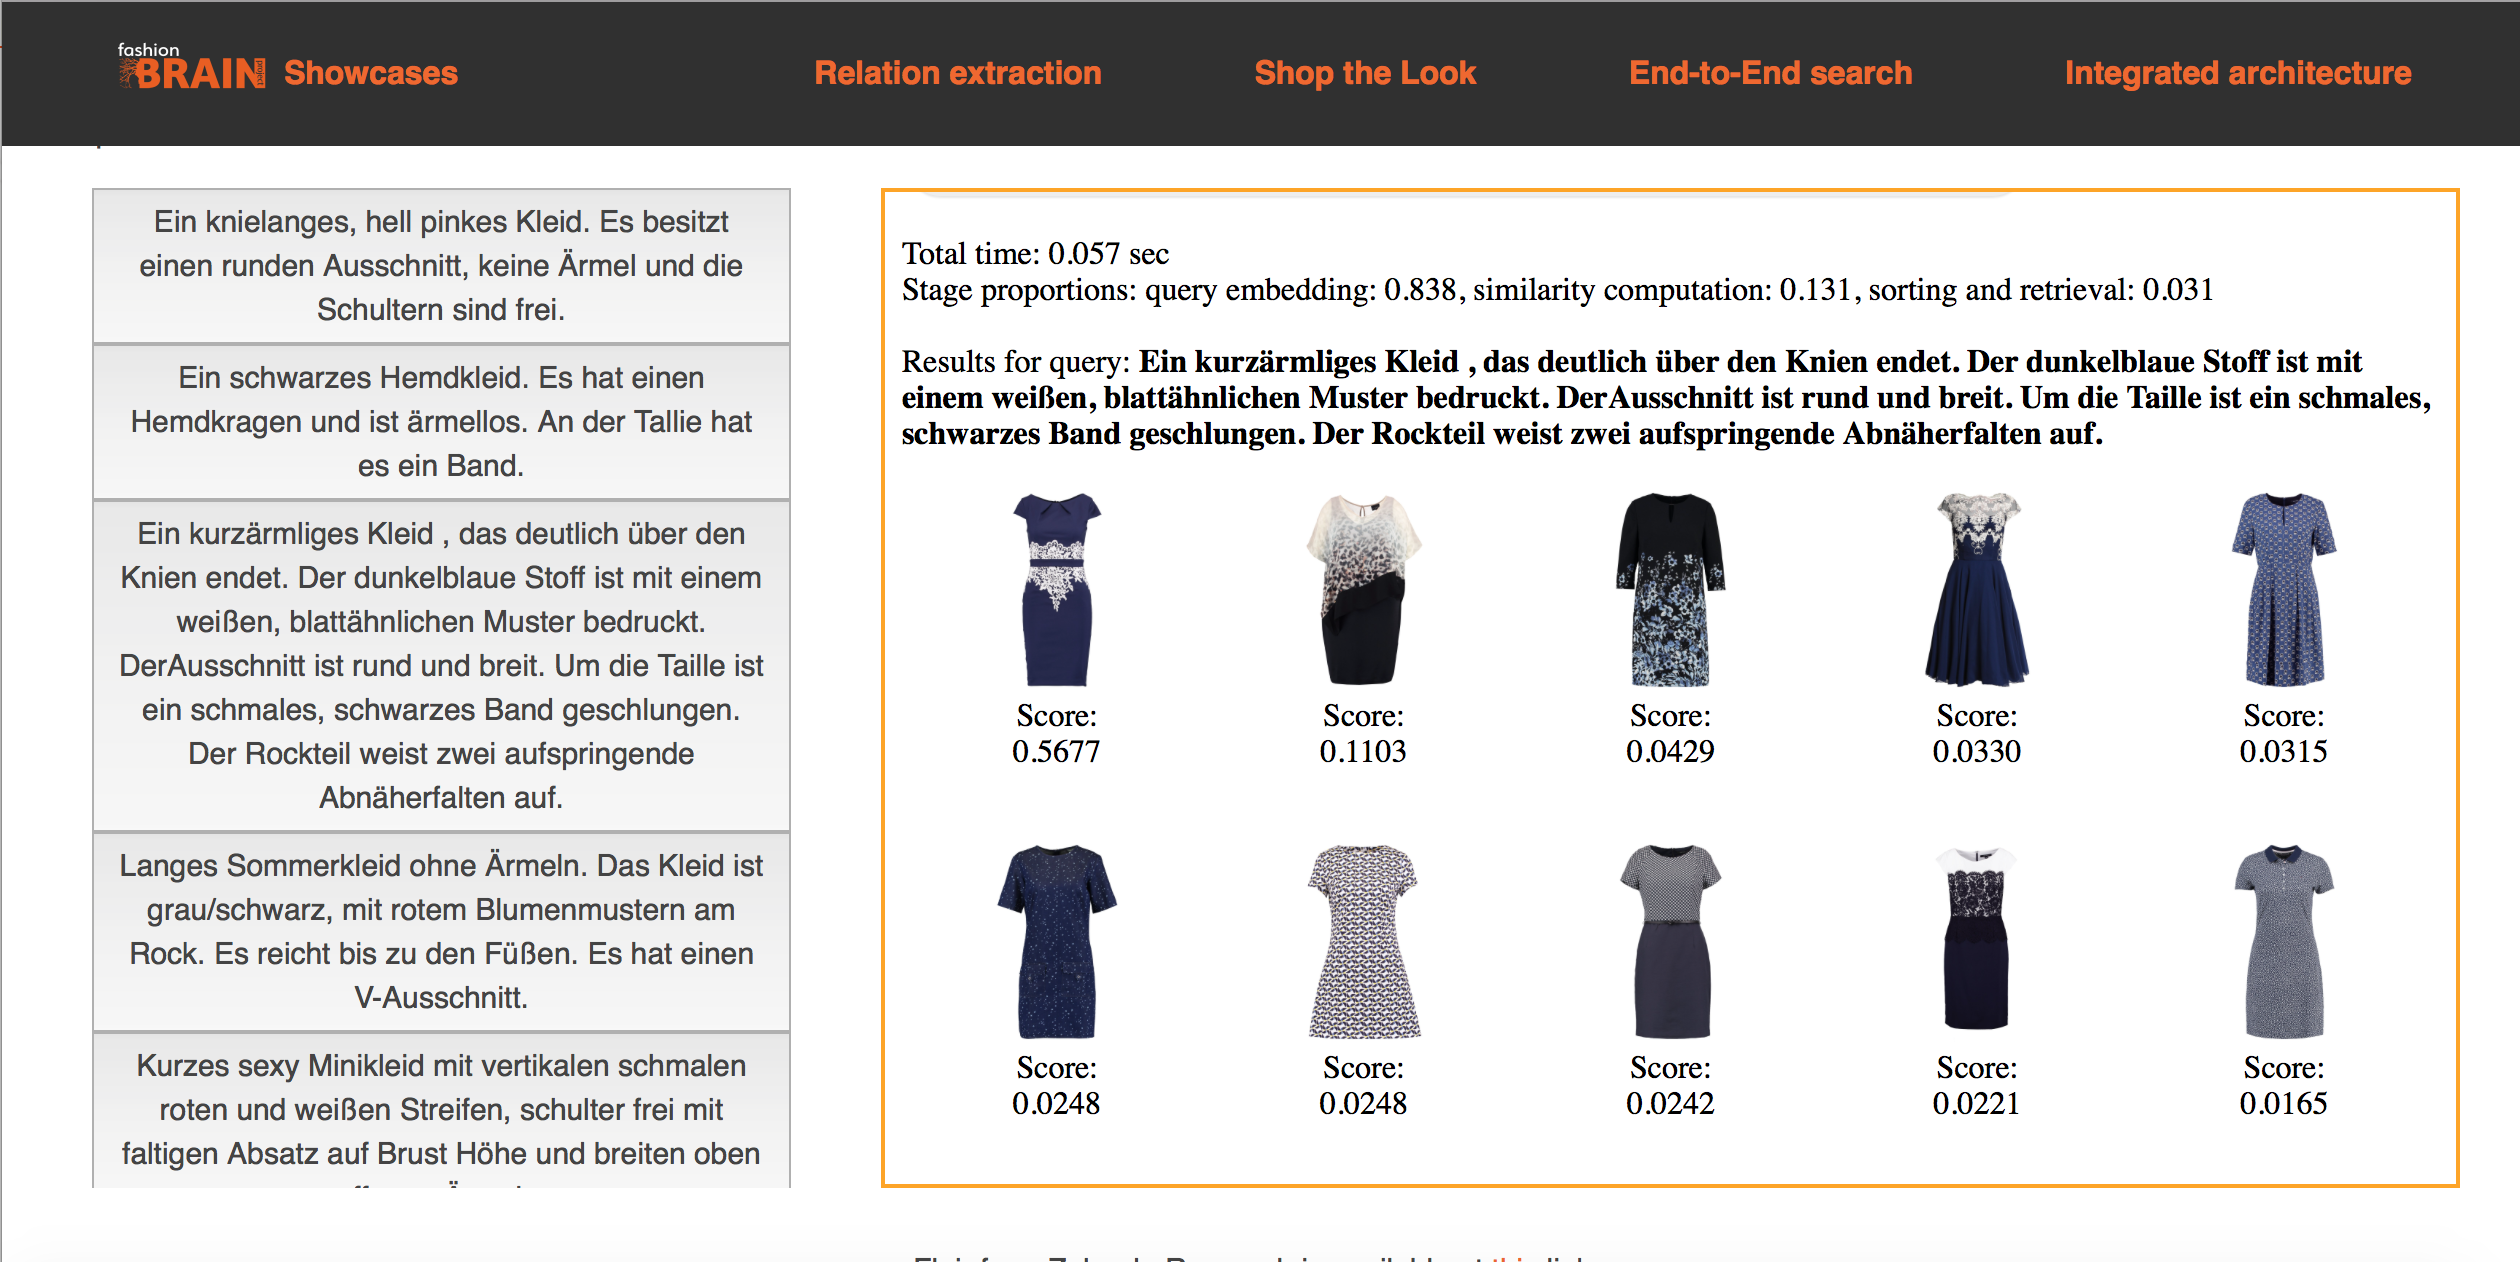 fashion
BRAIN project Showcases
Relation extraction
Shop the Look
End-to-End search
Integrated architecture
Ein knielanges, hell pinkes Kleid. Es besitzt
einen runden Ausschnitt, keine Ärmel und die
Schultern sind frei.
Ein schwarzes Hemdkleid. Es hat einen
Hemdkragen und ist ärmellos. An der Tallie hat
es ein Band.
Ein kurzärmliges Kleid , das deutlich über den
Knien endet. Der dunkelblaue Stoff ist mit einem
weißen, blattähnlichen Muster bedruckt.
DerAusschnitt ist rund und breit. Um die Taille ist
ein schmales, schwarzes Band geschlungen.
Der Rockteil weist zwei aufspringende
Abnäherfalten auf.
Langes Sommerkleid ohne Ärmeln. Das Kleid ist
grau/schwarz, mit rotem Blumenmustern am
Rock. Es reicht bis zu den Füßen. Es hat einen
V-Ausschnitt.
Kurzes sexy Minikleid mit vertikalen schmalen
roten und weißen Streifen, schulter frei mit
faltigen Absatz auf Brust Höhe und breiten oben
Total time: 0.057 sec
Stage proportions: query embedding: 0.838, similarity computation: 0.131, sorting and retrieval: 0.031
Results for query: Ein kurzärmliges Kleid , das deutlich über den Knien endet. Der dunkelblaue Stoff ist mit
einem weißen, blattähnlichen Muster bedruckt. DerAusschnitt ist rund und breit. Um die Taille ist ein schmales,
schwarzes Band geschlungen. Der Rockteil weist zwei aufspringende Abnäherfalten auf.
Score: Score: Score: Score: Score:
0.5677 0.1103 0.0429 0.0330 0.0315
Score: Score: Score: Score: Score:
0.0248 0.0248 0.0242 0.0221 0.0165